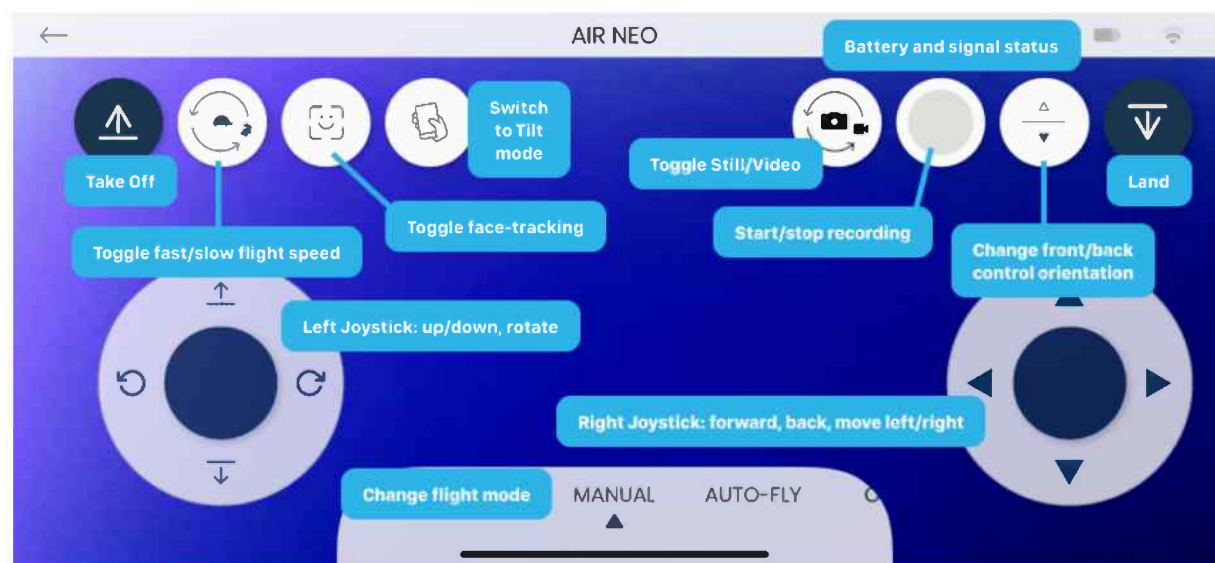 AIR NEO
Battery and signal status
Switch
to Tilt
mode
Take Off
Toggle Still/Video
Land
Toggle face-tracking
Start/stop recording
Toggle fast/slow flight speed
Change front/back
control orientation
Left Joystick: up/down, rotate
Right Joystick: forward, back, move left/right
Change flight mode
MANUAL
AUTO-FLY